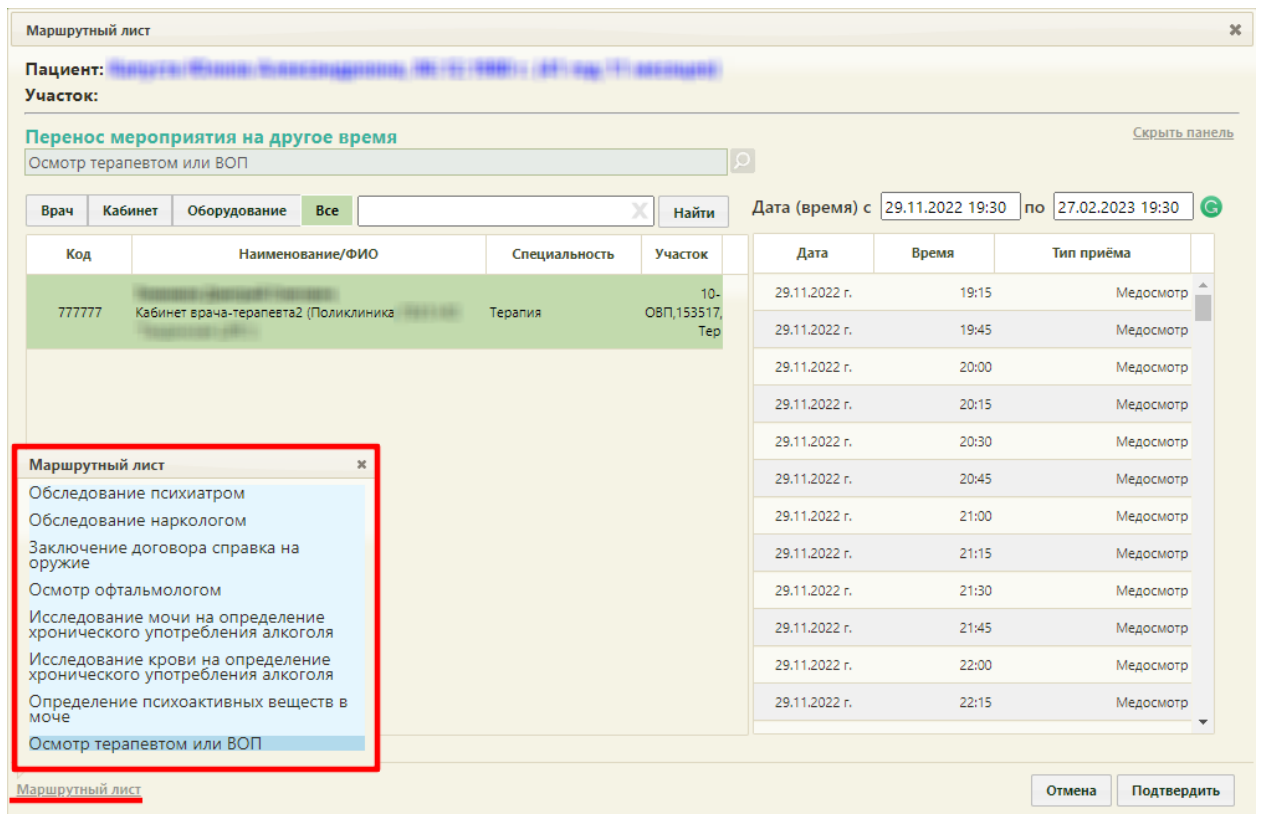 Маршрутный лист
Пациент:
Участок:
Перенос мероприятия на другое время
Скрыть панель
Осмотр терапевтом или ВОП
Врач Кабинет Оборудование Все X Найти
Дата (время) с 29.11.2022 19:30 по 27.02.2023 19:30
Код Наименование/ФИО Специальность Участок
777777 Кабинет врача-терапевта2 (Поликлиника Терапия
10-
ОВП,153517,
Тер
Дата Время Тип приёма
29.11.2022 г. 19:15 Медосмотр
29.11.2022 г. 19:45 Медосмотр
29.11.2022 г. 20:00 Медосмотр
29.11.2022 г. 20:15 Медосмотр
29.11.2022 г. 20:30 Медосмотр
29.11.2022 г. 20:45 Медосмотр
29.11.2022 г. 21:00 Медосмотр
29.11.2022 г. 21:15 Медосмотр
29.11.2022 г. 21:30 Медосмотр
29.11.2022 г. 21:45 Медосмотр
29.11.2022 г. 22:00 Медосмотр
29.11.2022 г. 22:15 Медосмотр
Маршрутный лист
Обследование психиатром
Обследование наркологом
Заключение договора справка на
оружие
Осмотр офтальмологом
Исследование мочи на определение
хронического употребления алкоголя
Исследование крови на определение
хронического употребления алкоголя
Определение психоактивных веществ в
моче
Осмотр терапевтом или ВОП
Маршрутный лист
Отмена Подтвердить